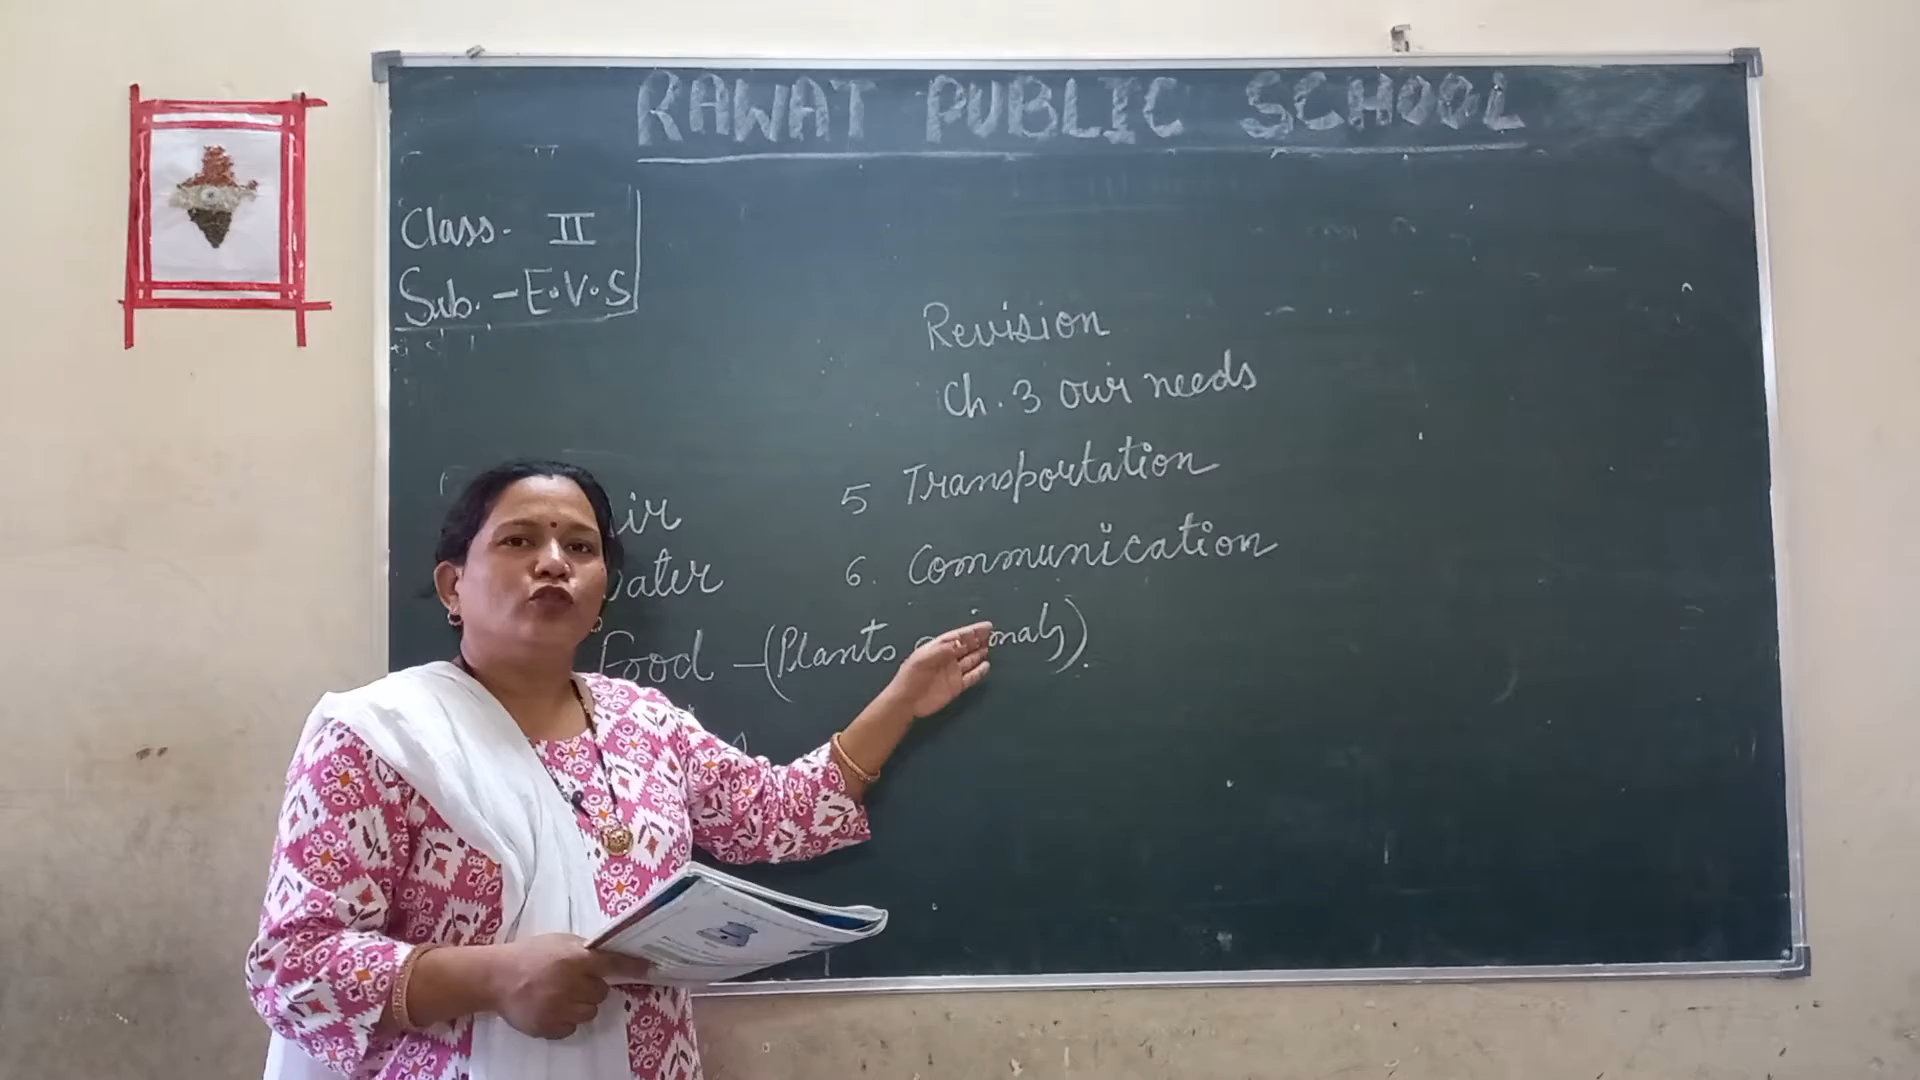 RAWAT PUBLIC SCHOOL
Class - II
Sub. - E.V.S
Revision
Ch. 3 our needs
5 Transportation
6. Communication
Food - (Plants